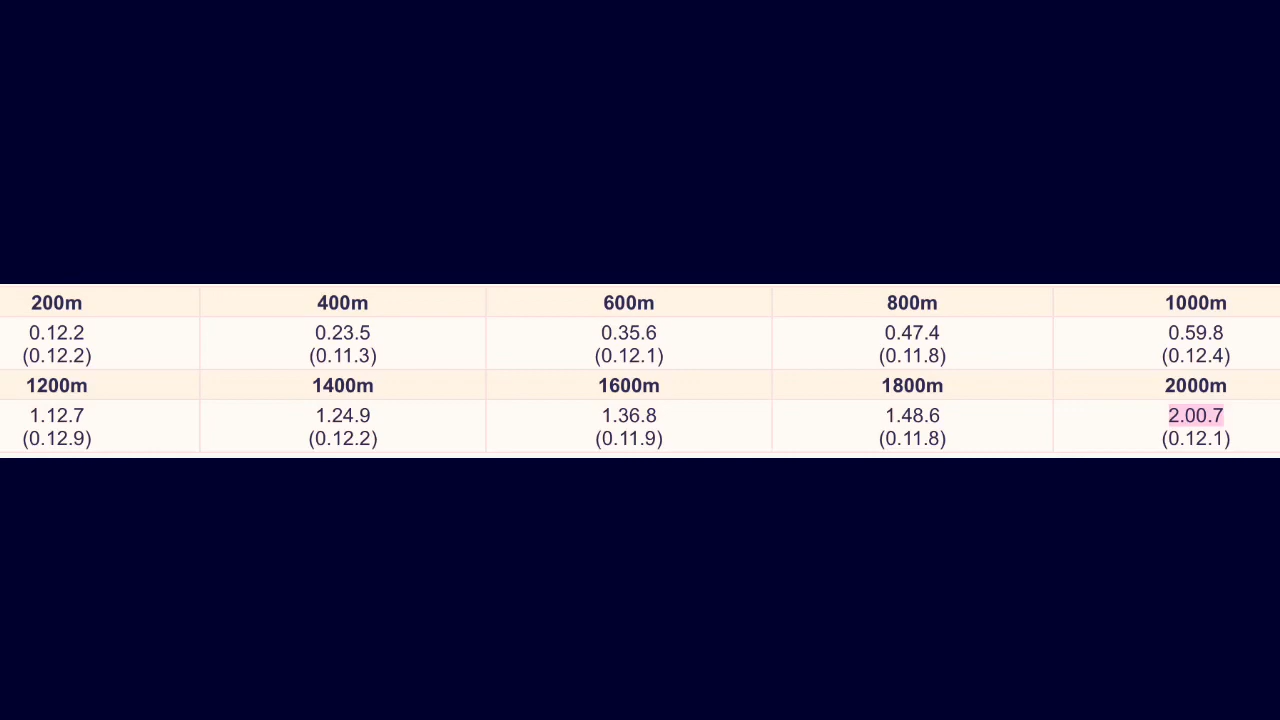 200m 400m 600m 800m 1000m
0.12.2 0.23.5 0.35.6 0.47.4 0.59.8
(0.12.2) (0.11.3) (0.12.1) (0.11.8) (0.12.4)
1200m 1400m 1600m 1800m 2000m
1.12.7 1.24.9 1.36.8 1.48.6 2.00.7
(0.12.9) (0.12.2) (0.11.9) (0.11.8) (0.12.1)